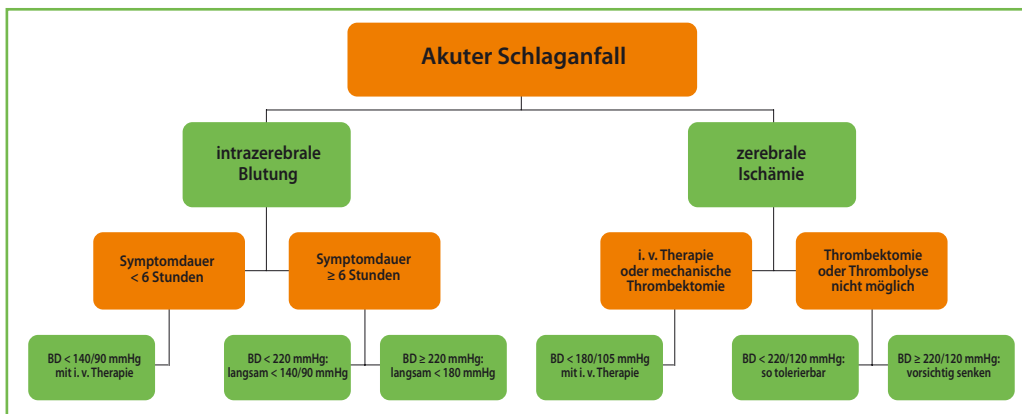 Akuter Schlaganfall
intrazerebrale
Blutung
zerebrale
Ischämie
Symptomdauer
< 6 Stunden
Symptomdauer
≥ 6 Stunden
i. v. Therapie
oder mechanische
Thrombektomie
Thrombektomie
oder Thrombolyse
nicht möglich
BD < 140/90 mmHg
mit i. v. Therapie
BD < 220 mmHg:
langsam < 140/90 mmHg
BD ≥ 220 mmHg:
langsam < 180 mmHg
BD < 180/105 mmHg
mit i. v. Therapie
BD < 220/120 mmHg:
so tolerierbar
BD ≥ 220/120 mmHg:
vorsichtig senken